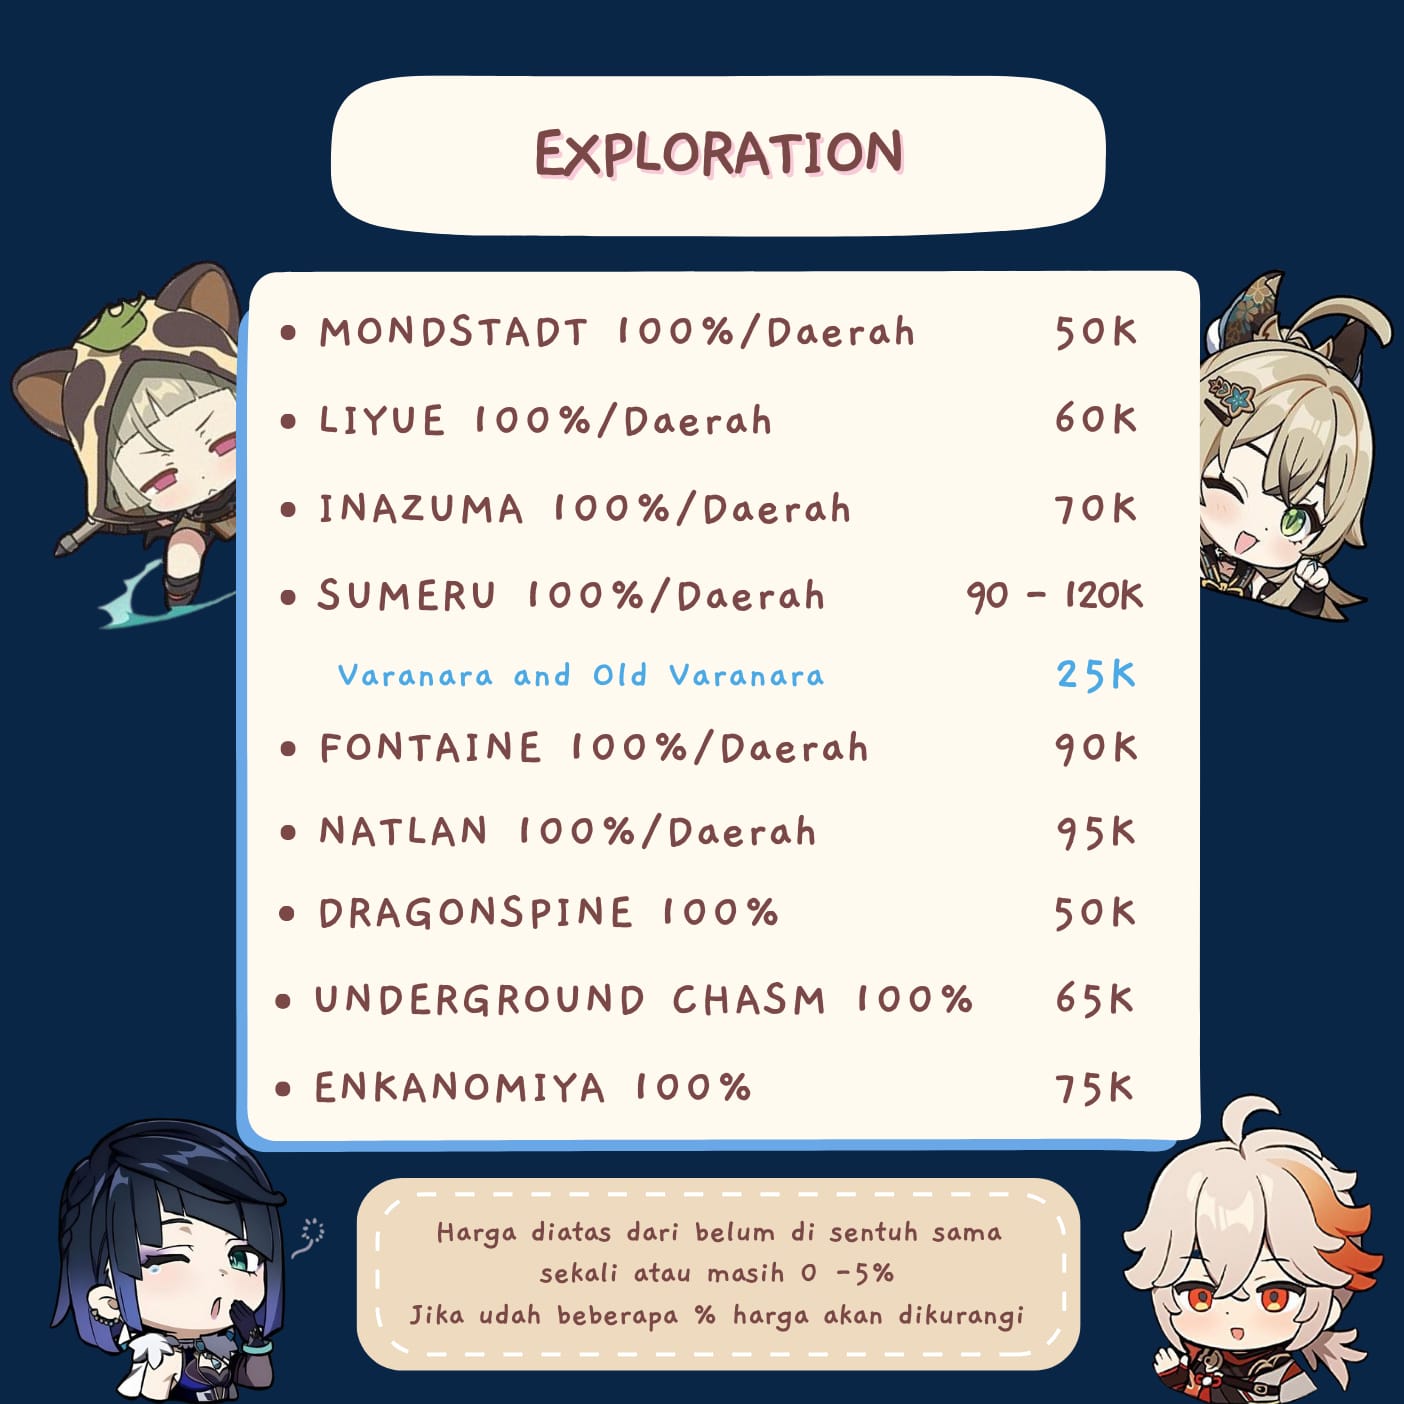 EXPLORATION
• MONDSTADT 100%/Daerah 50K
• LIYUE 100%/Daerah 60K
• INAZUMA 100%/Daerah 70K
• SUMERU 100%/Daerah 90 - 120K
Varanara and Old Varanara 25K
• FONTAINE 100%/Daerah 90K
• NATLAN 100%/Daerah 95K
• DRAGONSPINE 100% 50K
• UNDERGROUND CHASM 100% 65K
• ENKANOMIYA 100% 75K
Harga diatas dari belum di sentuh sama
sekali atau masih 0 -5%
Jika udah beberapa % harga akan dikurangi